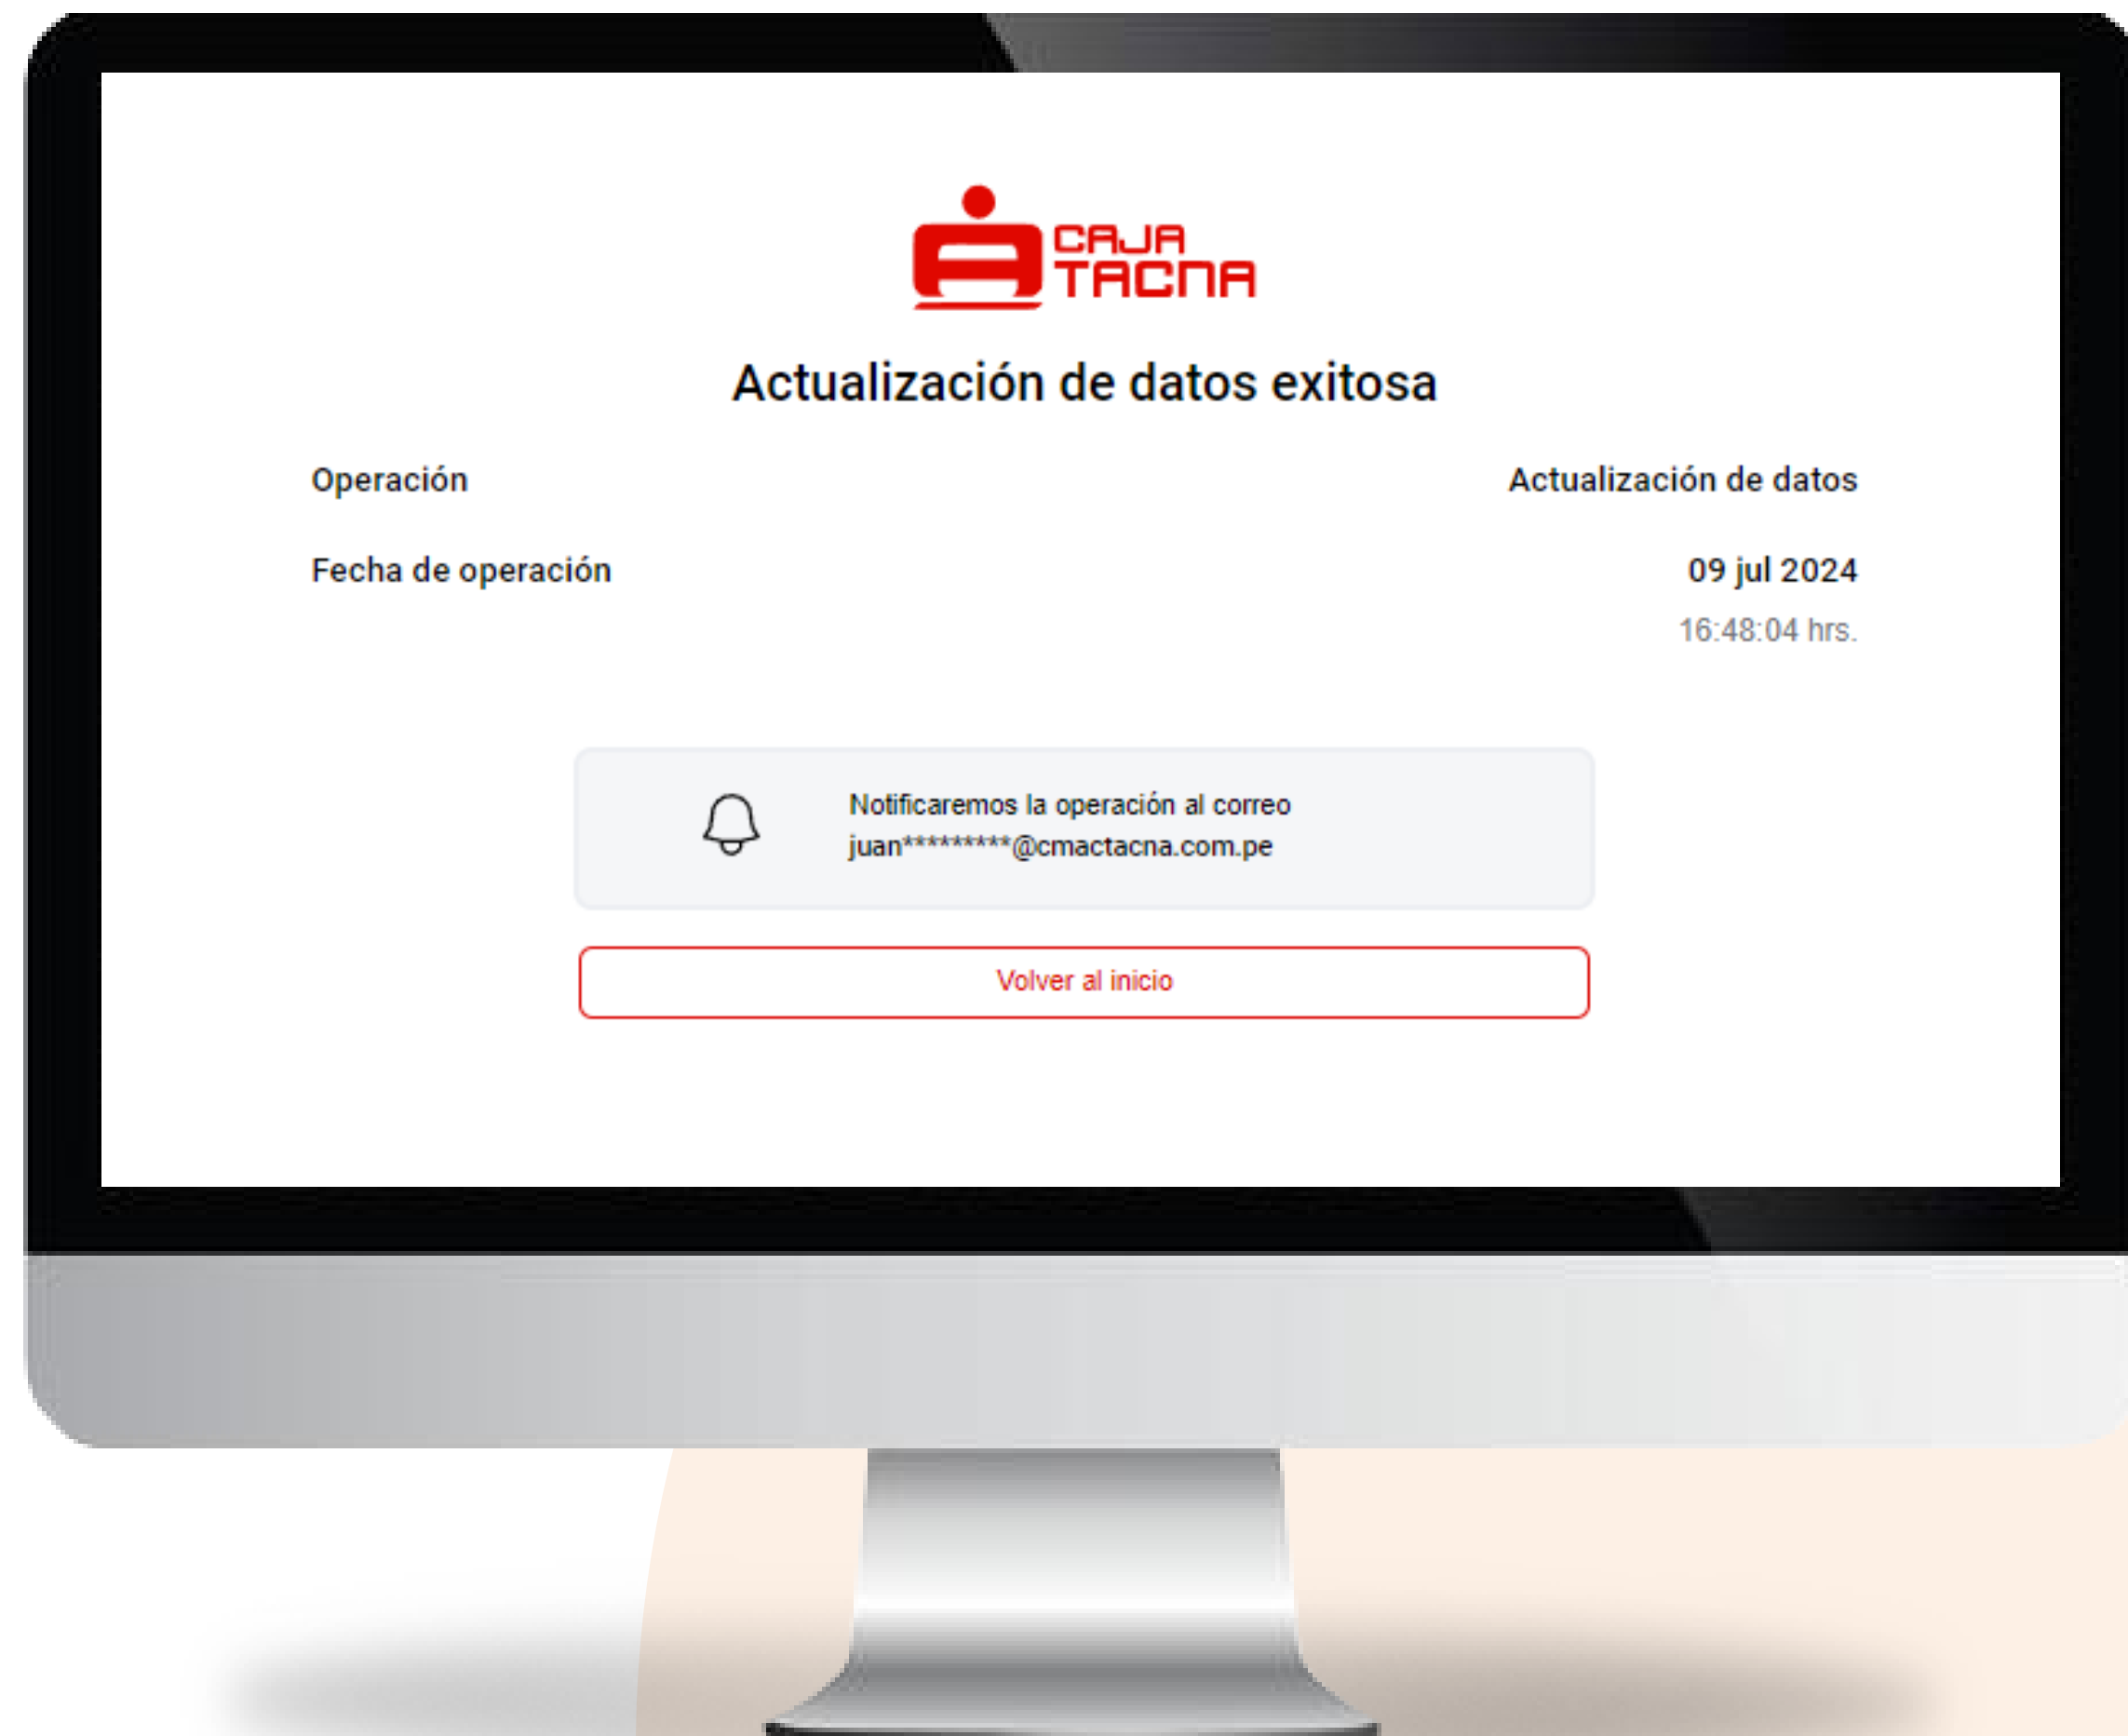 CAJA
TACNA
Actualización de datos exitosa
Operación Actualización de datos
Fecha de operación 09 jul 2024
16:48:04 hrs.
Notificaremos la operación al correo
juan*********@cmactacna.com.pe
Volver al inicio